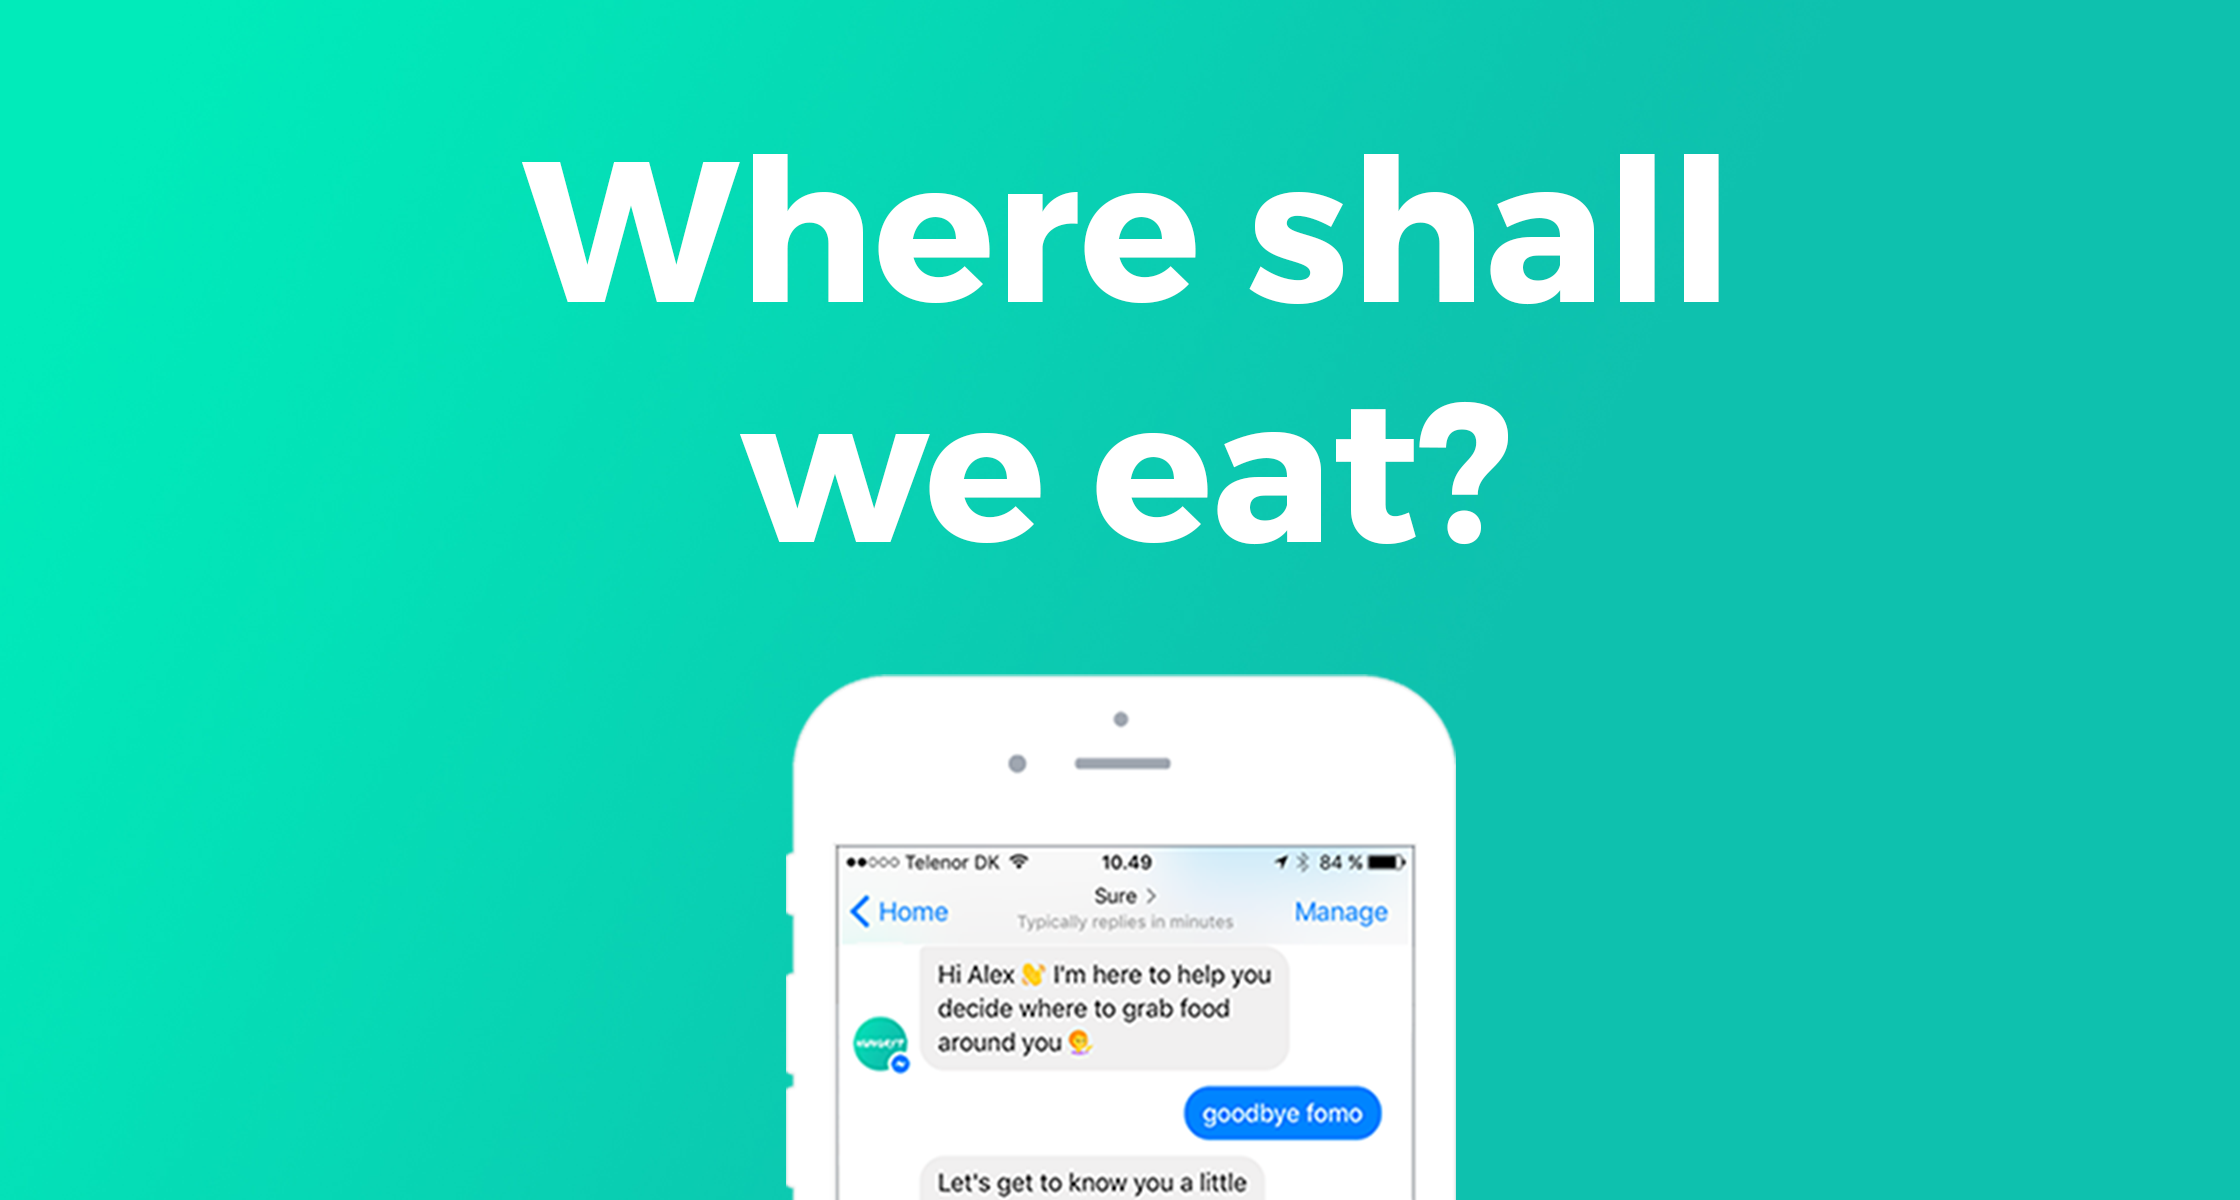 Where shall
we eat?
Telenor DK 10.49 84 %
Home Sure Manage
Typically replies in minutes
Hi Alex 👋 I'm here to help you
decide where to grab food
around you
goodbye fomo
Let's get to know you a little